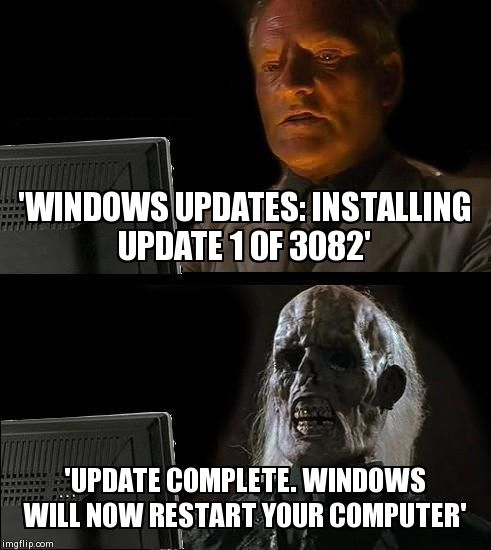 'WINDOWS UPDATES: INSTALLING
UPDATE 1 OF 3082'
'UPDATE COMPLETE. WINDOWS
WILL NOW RESTART YOUR COMPUTER'
imgflip.com